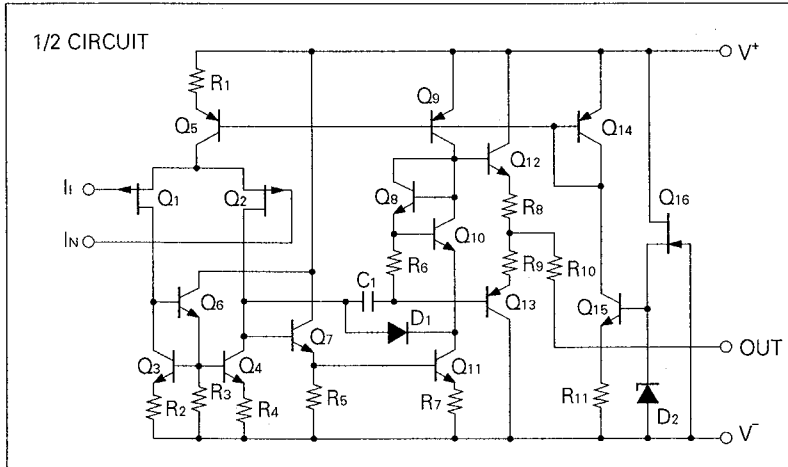 1/2 CIRCUIT
V+
R1
Q5
Q9
Q14
Q12
II
Q1
Q2
Q8
R8
Q16
IN
Q10
Q6
R6
C1
R9
R10
Q13
Q15
Q7
D1
OUT
Q3
Q4
Q11
R2
R3
R4
R5
R7
R11
D2
V-